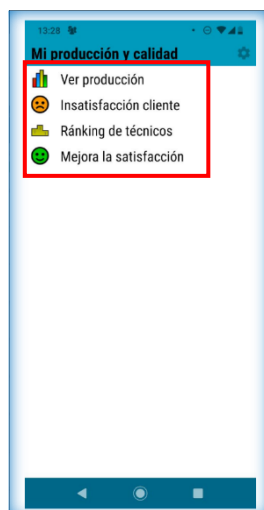 13:28
Mi producción y calidad
Ver producción
Insatisfacción cliente
Ránking de técnicos
Mejora la satisfacción